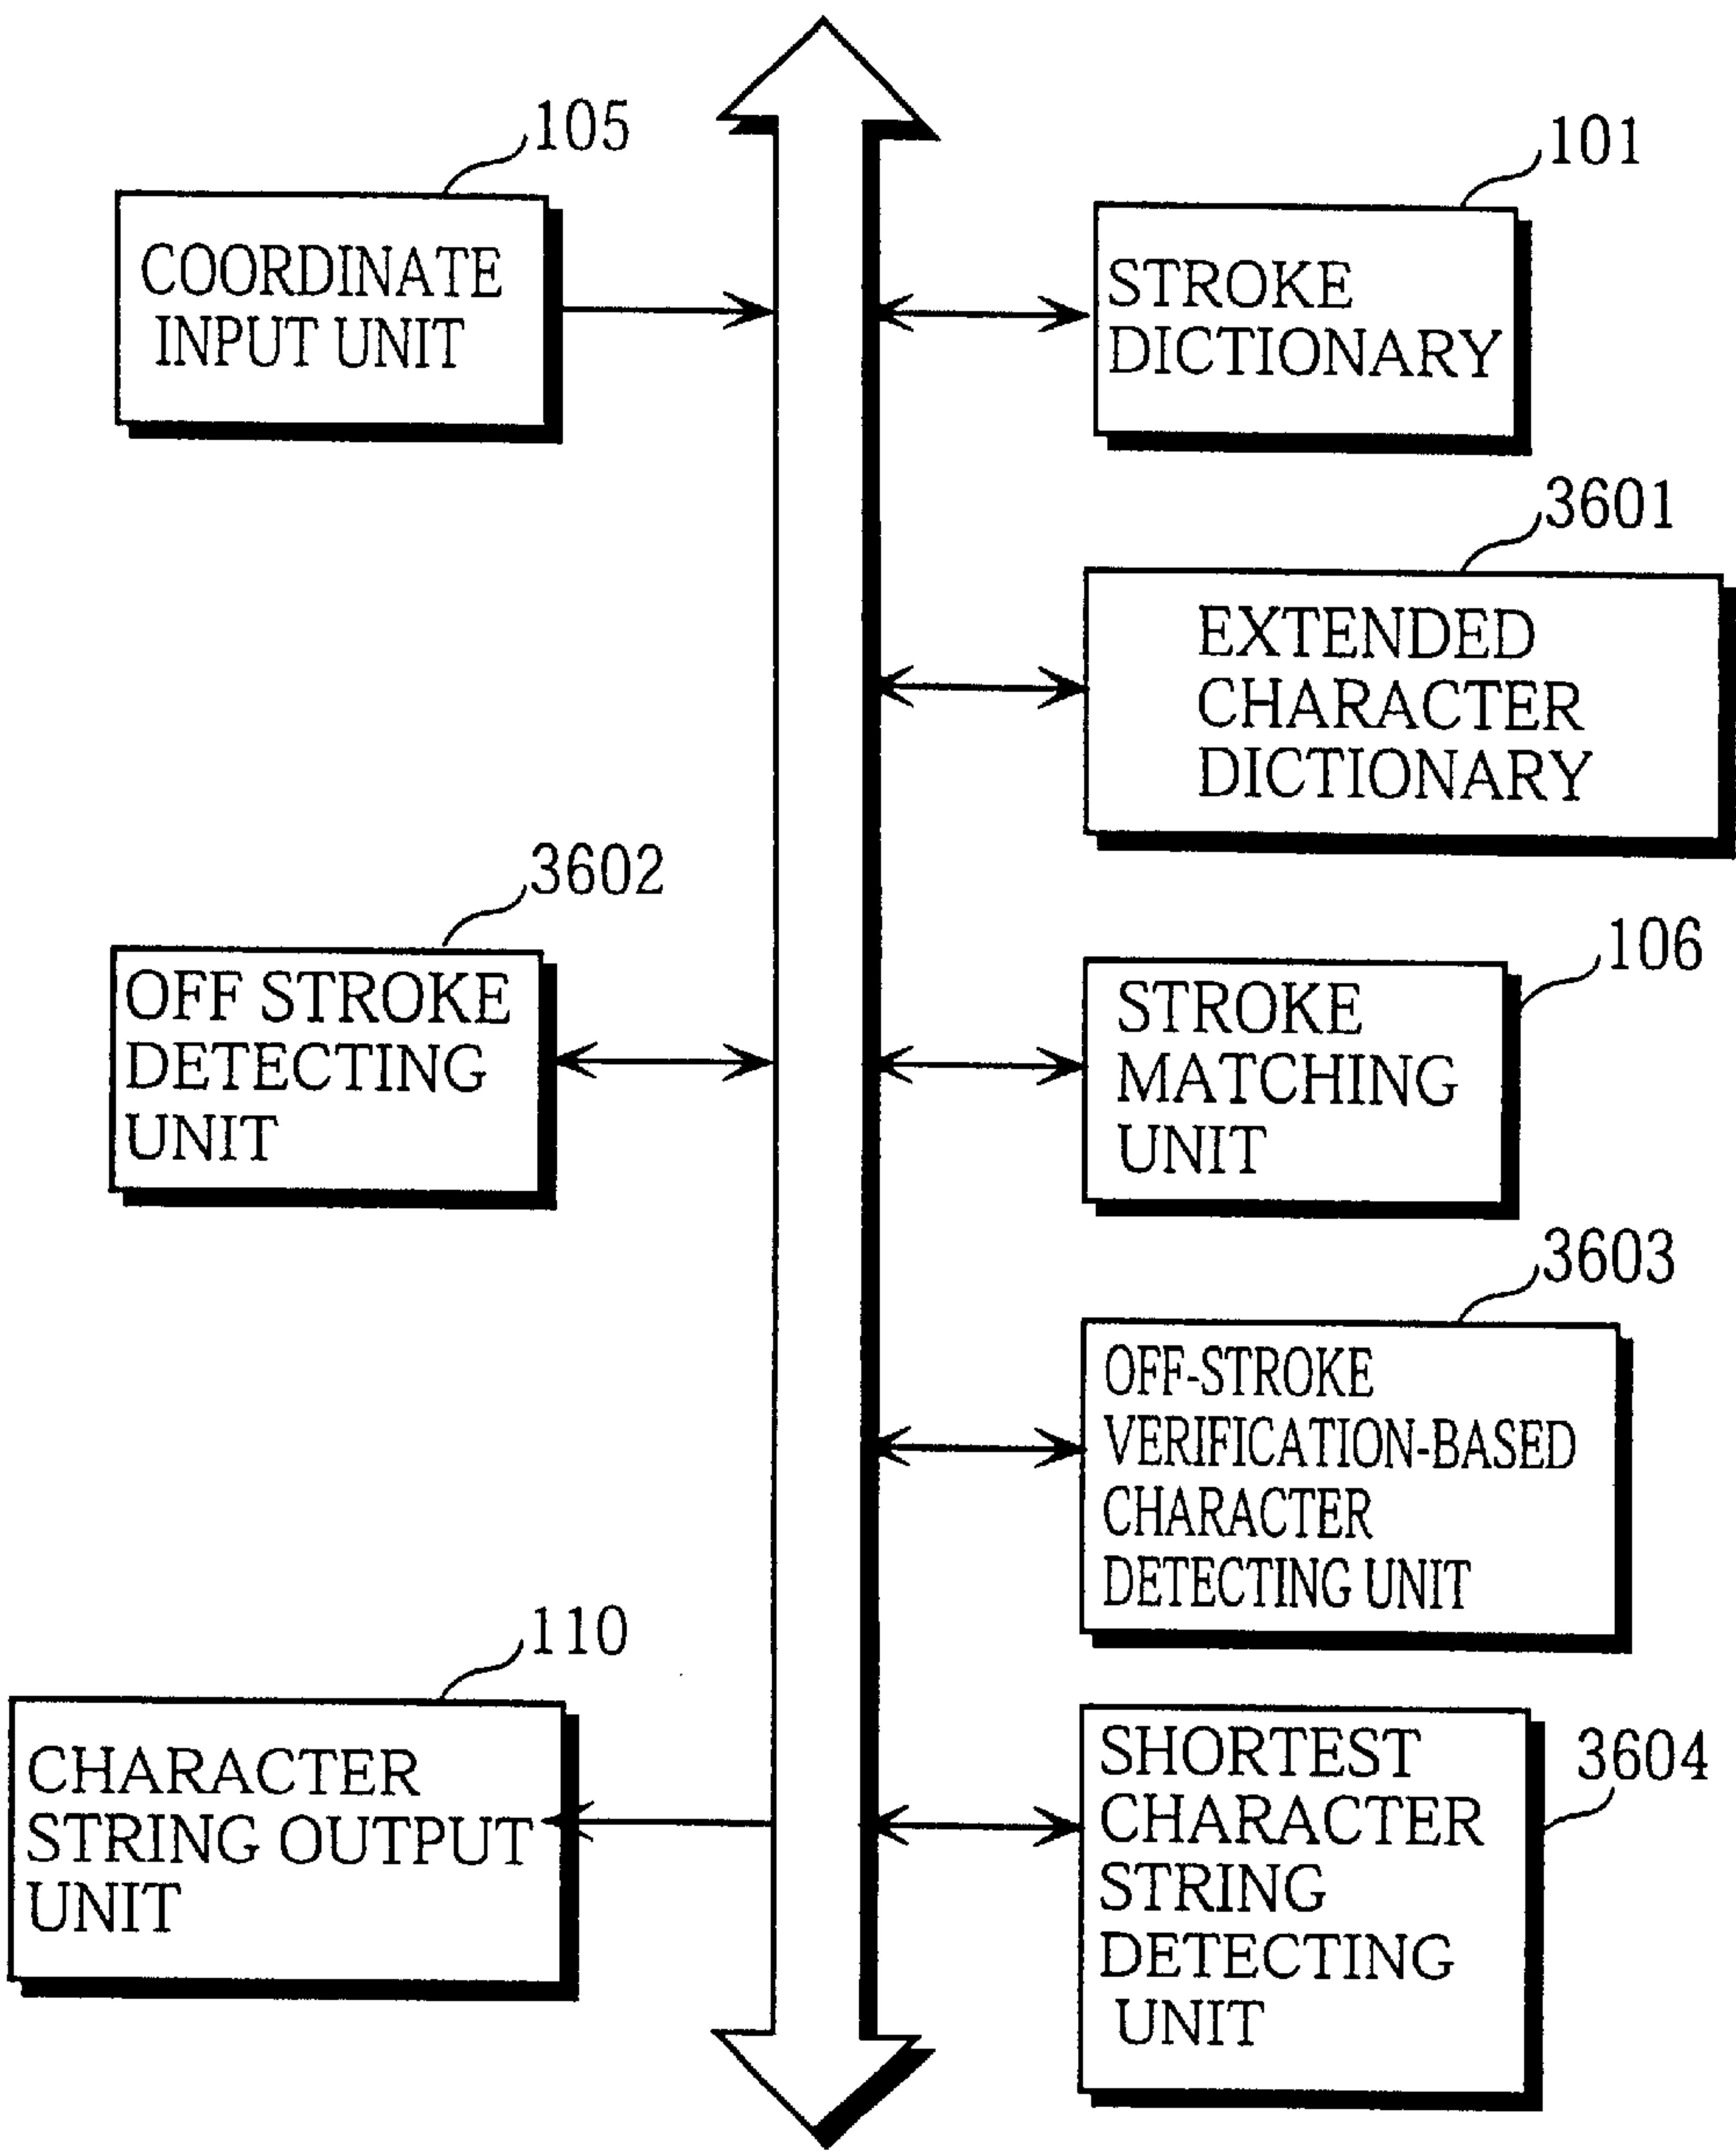 105
COORDINATE
INPUT UNIT
101
STROKE
DICTIONARY
3601
EXTENDED
CHARACTER
DICTIONARY
3602
OFF STROKE
DETECTING
UNIT
106
STROKE
MATCHING
UNIT
3603
OFF-STROKE
VERIFICATION-BASED
CHARACTER
DETECTING UNIT
110
CHARACTER
STRING OUTPUT
UNIT
3604
SHORTEST
CHARACTER
STRING
DETECTING
UNIT